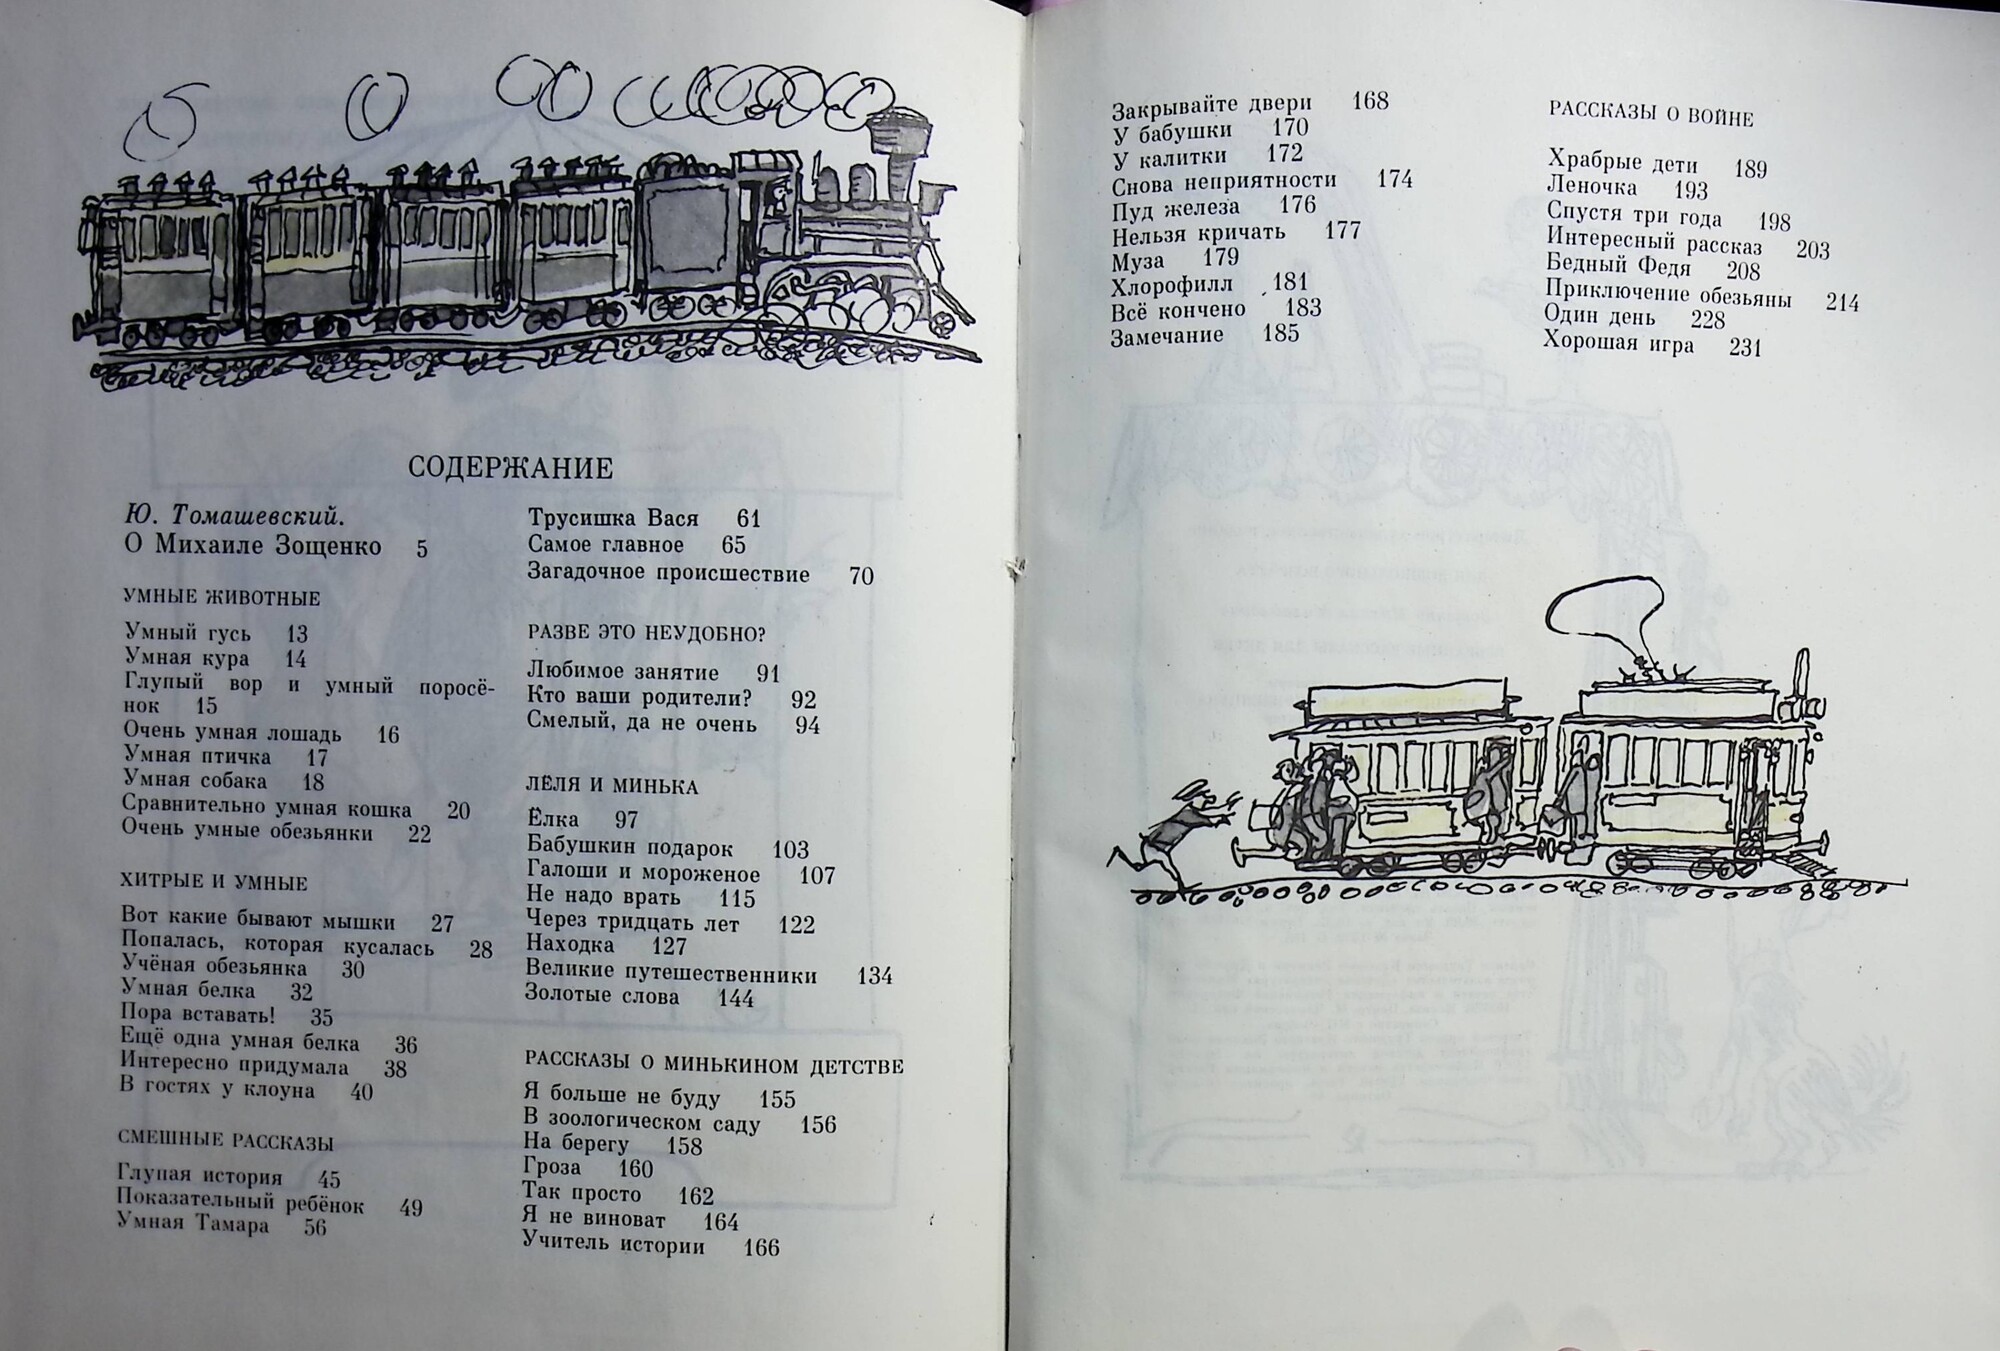 СОДЕРЖАНИЕ
Ю. Томашевский.
О Михаиле Зощенко 5
УМНЫЕ ЖИВОТНЫЕ
Умный гусь 13
Умная кура 14
Глупый вор и умный поросё-
нок 15
Очень умная лошадь 16
Умная птичка 17
Умная собака 18
Сравнительно умная кошка 20
Очень умные обезьянки 22
ХИТРЫЕ И УМНЫЕ
Вот какие бывают мышки 27
Попалась, которая кусалась 28
Учёная обезьянка 30
Умная белка 32
Пора вставать! 35
Ещё одна умная белка 36
Интересно придумала 38
В гостях у клоуна 40
СМЕШНЫЕ РАССКАЗЫ
Глупая история 45
Показательный ребёнок 49
Умная Тамара 56
Трусишка Вася 61
Самое главное 65
Загадочное происшествие 70
РАЗВЕ ЭТО НЕУДОБНО?
Любимое занятие 91
Кто ваши родители? 92
Смелый, да не очень 94
ЛЁЛЯ И МИНЬКА
Ёлка 97
Бабушкин подарок 103
Галоши и мороженое 107
Не надо врать 115
Через тридцать лет 122
Находка 127
Великие путешественники 134
Золотые слова 144
РАССКАЗЫ О МИНЬКИНОМ ДЕТСТВЕ
Я больше не буду 155
В зоологическом саду 156
На берегу 158
Гроза 160
Так просто 162
Я не виноват 164
Учитель истории 166
Закрывайте двери 168
У бабушки 170
У калитки 172
Снова неприятности 174
Пуд железа 176
Нельзя кричать 177
Муза 179
Хлорофилл 181
Всё кончено 183
Замечание 185
РАССКАЗЫ О ВОЙНЕ
Храбрые дети 189
Леночка 193
Спустя три года 198
Интересный рассказ 203
Бедный Федя 208
Приключение обезьяны 214
Один день 228
Хорошая игра 231